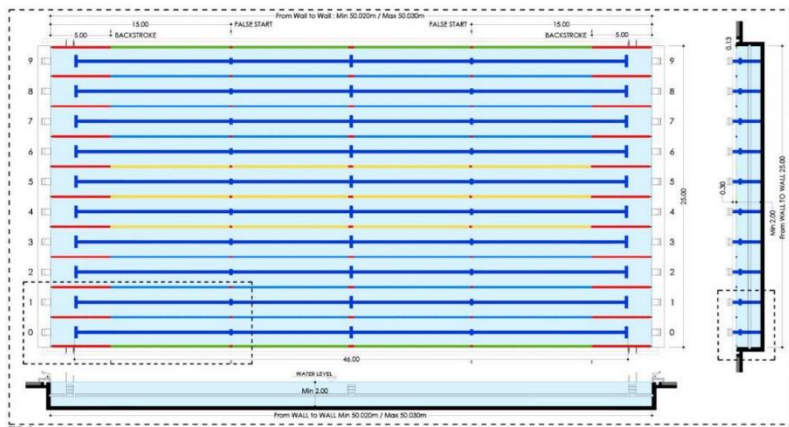 From Wall to Wall : Min 50.020m / Max 50.030m
15.00 FALSE START FALSE START 15.00
5.00 BACKSTROKE BACKSTROKE 5.00
9 9
8 8
7 7
6 6
5 5
4 4
3 3
2 2
1 1
0 0
25.00
46.00
WATER LEVEL
Min 2.00
From WALL to WALL Min 50.020m / Max 50.030m
0.13
0.30
Min 2.00
From WALL TO WALL 25.00